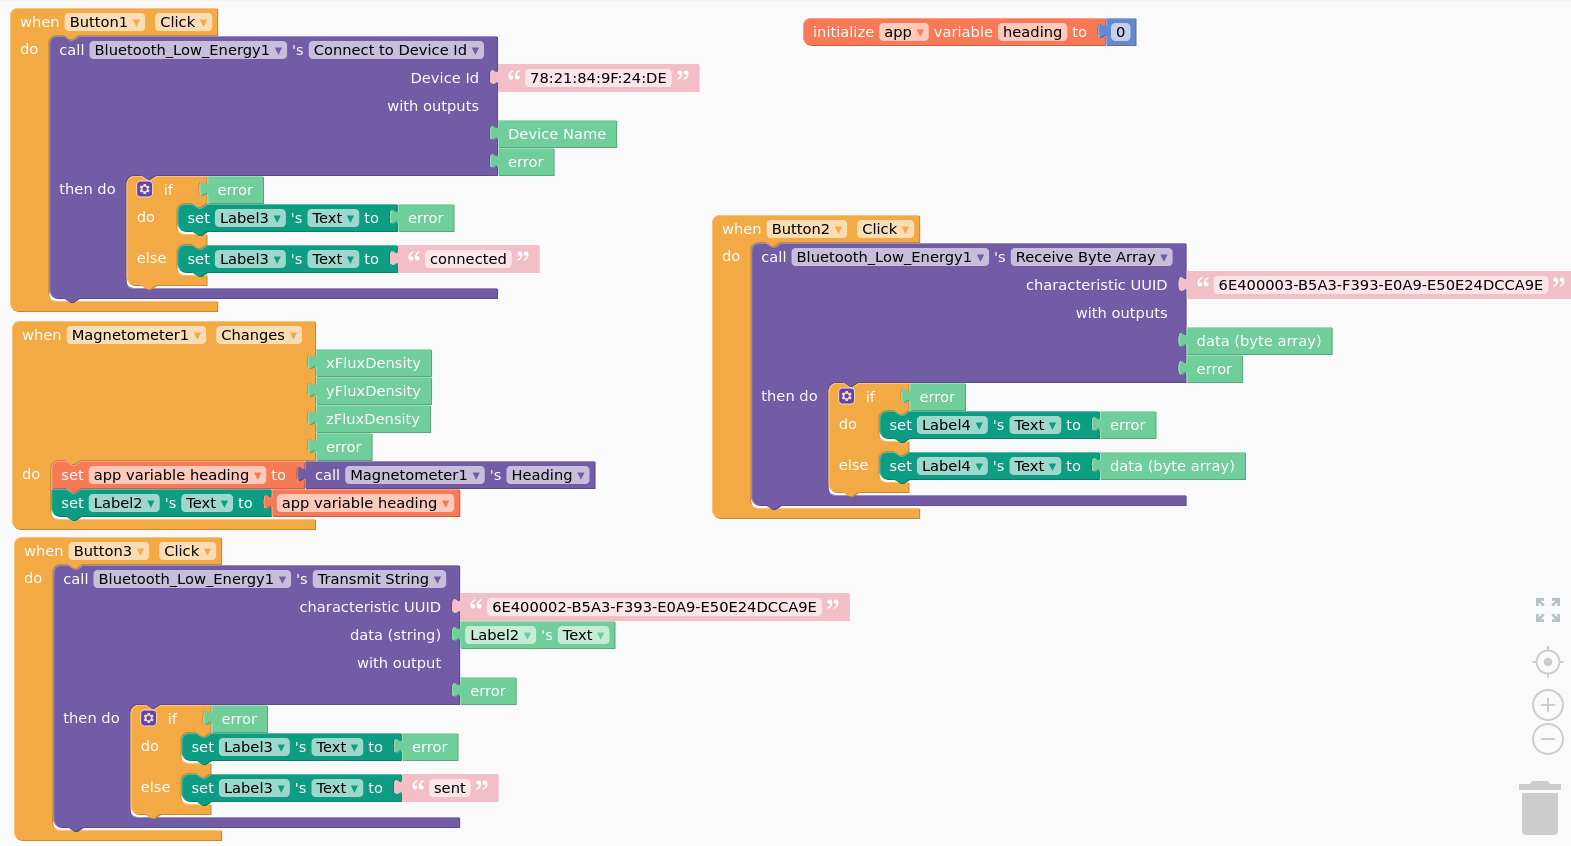 when Button1 Click
do call Bluetooth_Low_Energy1 's Connect to Device Id
Device Id “ 78:21:84:9F:24:DE ”
with outputs
Device Name
error
then do if error
do set Label3 's Text to error
else set Label3 's Text to “ connected ”
initialize app variable heading to 0
when Magnetometer1 Changes
xFluxDensity
yFluxDensity
zFluxDensity
error
do set app variable heading to call Magnetometer1 's Heading
set Label2 's Text to app variable heading
when Button2 Click
do call Bluetooth_Low_Energy1 's Receive Byte Array
characteristic UUID “ 6E400003-B5A3-F393-E0A9-E50E24DCCA9E ”
with outputs
data (byte array)
error
then do if error
do set Label4 's Text to error
else set Label4 's Text to data (byte array)
when Button3 Click
do call Bluetooth_Low_Energy1 's Transmit String
characteristic UUID “ 6E400002-B5A3-F393-E0A9-E50E24DCCA9E ”
data (string) Label2 's Text
with output
error
then do if error
do set Label3 's Text to error
else set Label3 's Text to “ sent ”